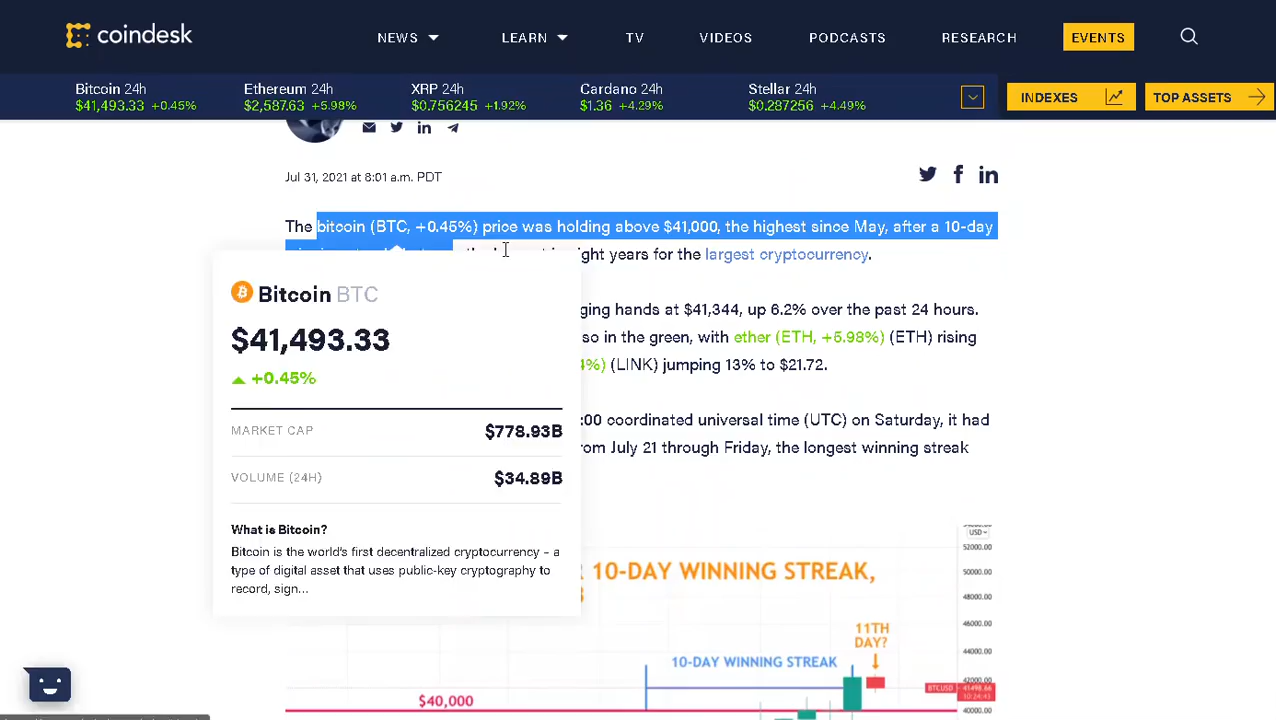 coindesk
NEWS LEARN TV VIDEOS PODCASTS RESEARCH EVENTS
Bitcoin 24h Ethereum 24h XRP 24h Cardano 24h Stellar 24h
$41,493.33 +0.45% $2,587.63 +5.98% $0.756245 +1.92% $1.36 +4.29% $0.287256 +4.49%
INDEXES TOP ASSETS
Jul 31, 2021 at 8:01 a.m. PDT
The bitcoin (BTC, +0.45%) price was holding above $41,000, the highest since May, after a 10-day
ght years for the largest cryptocurrency.
Bitcoin BTC
$41,493.33
+0.45%
MARKET CAP $778.93B
VOLUME (24H) $34.89B
What is Bitcoin?
Bitcoin is the world's first decentralized cryptocurrency – a
type of digital asset that uses public-key cryptography to
record, sign...
ging hands at $41,344, up 6.2% over the past 24 hours.
so in the green, with ether (ETH, +5.98%) (ETH) rising
4%) (LINK) jumping 13% to $21.72.
:00 coordinated universal time (UTC) on Saturday, it had
om July 21 through Friday, the longest winning streak
USD
52000.00
10-DAY WINNING STREAK,
50000.00
48000.00
46000.00
11TH
DAY?
44000.00
10-DAY WINNING STREAK
42000.00
BTCUSD 41498.66
10:24:43
$40,000
40000.00